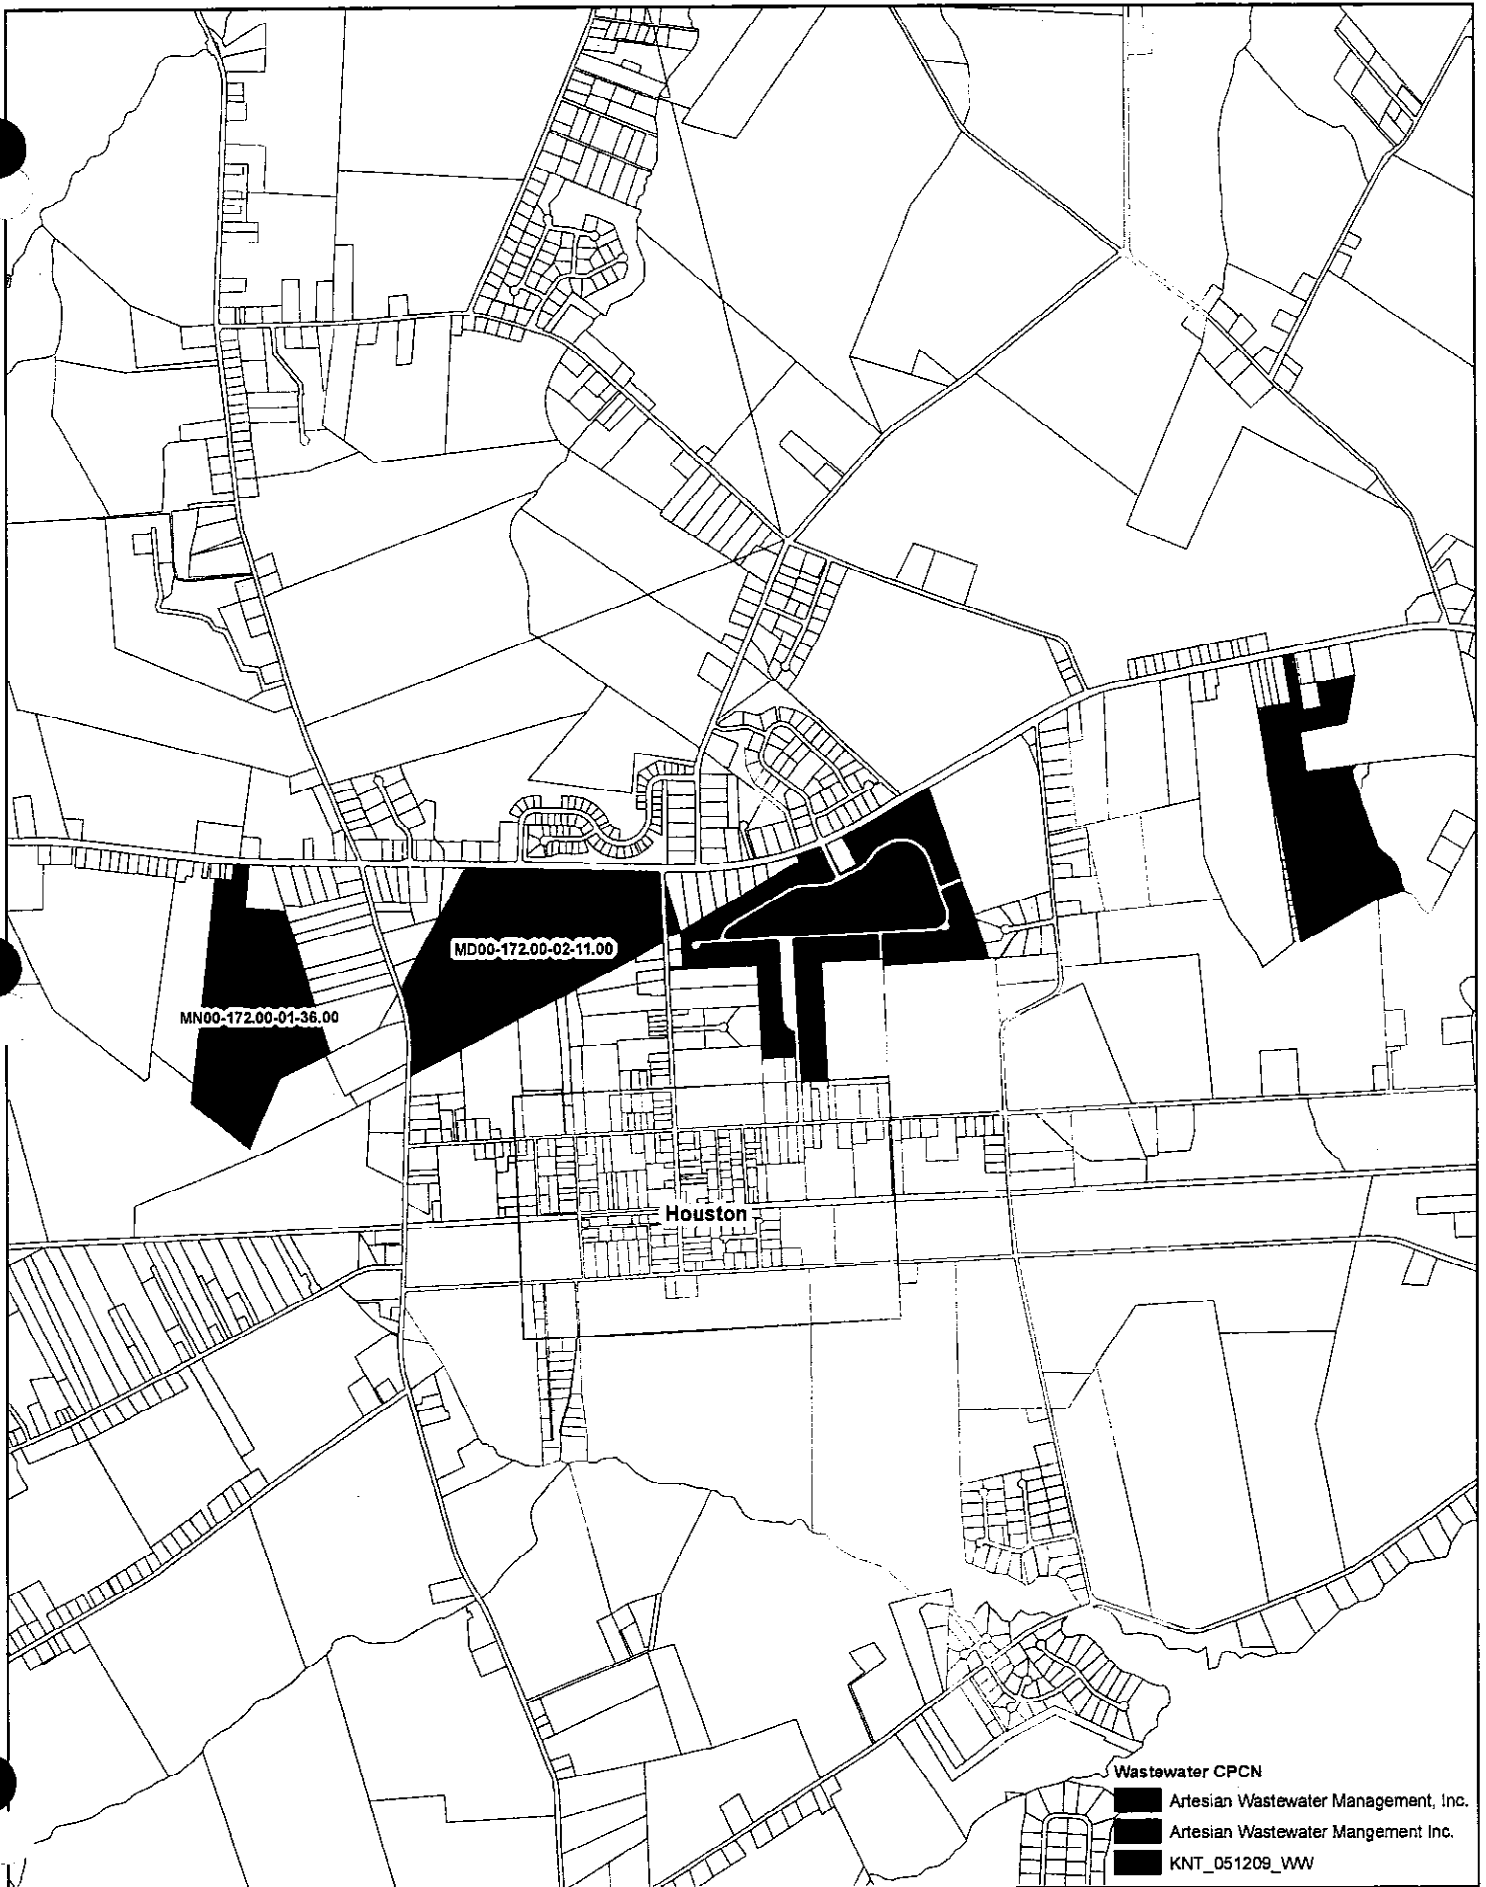 MD00-172.00-02-11.00
MN00-172.00-01-36.00
Houston
Wastewater CPCN
Artesian Wastewater Management, Inc.
Artesian Wastewater Mangement Inc.
KNT_051209_WW